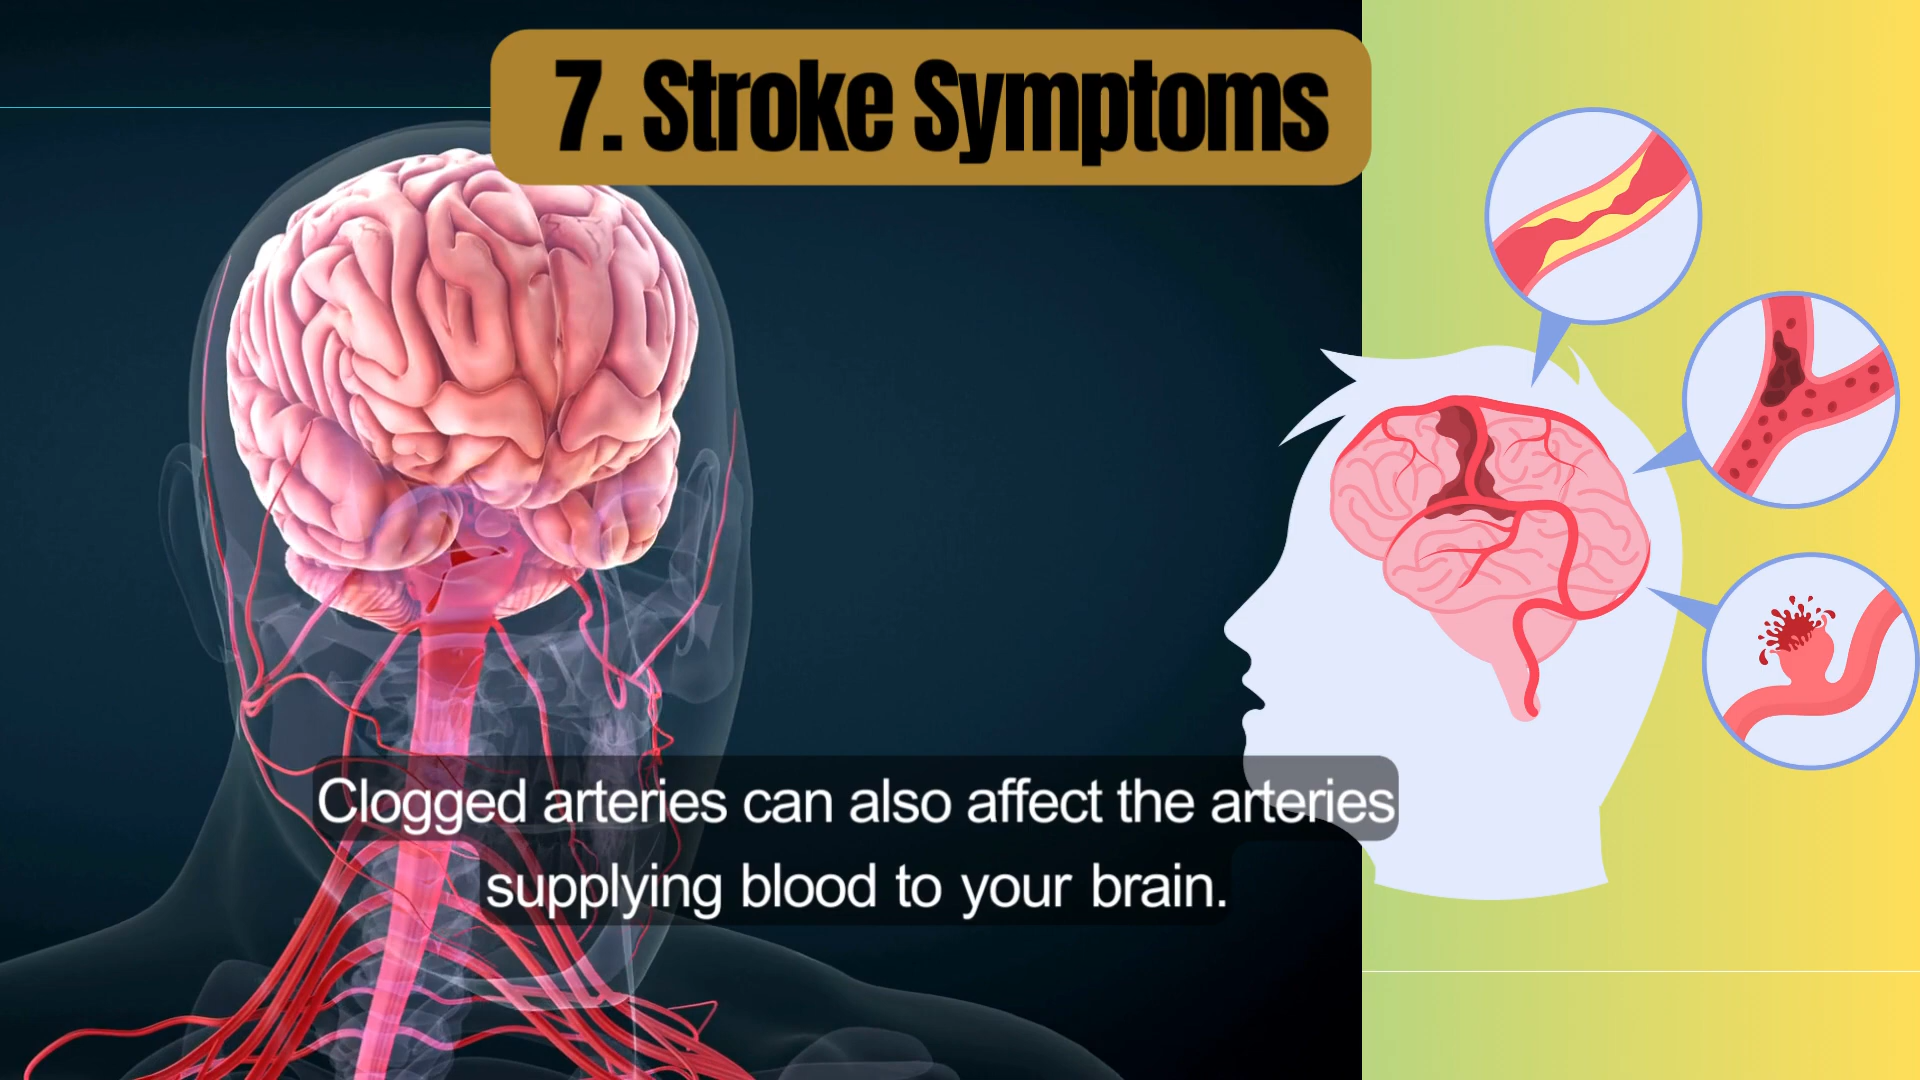 7. Stroke Symptoms
Clogged arteries can also affect the arteries
supplying blood to your brain.